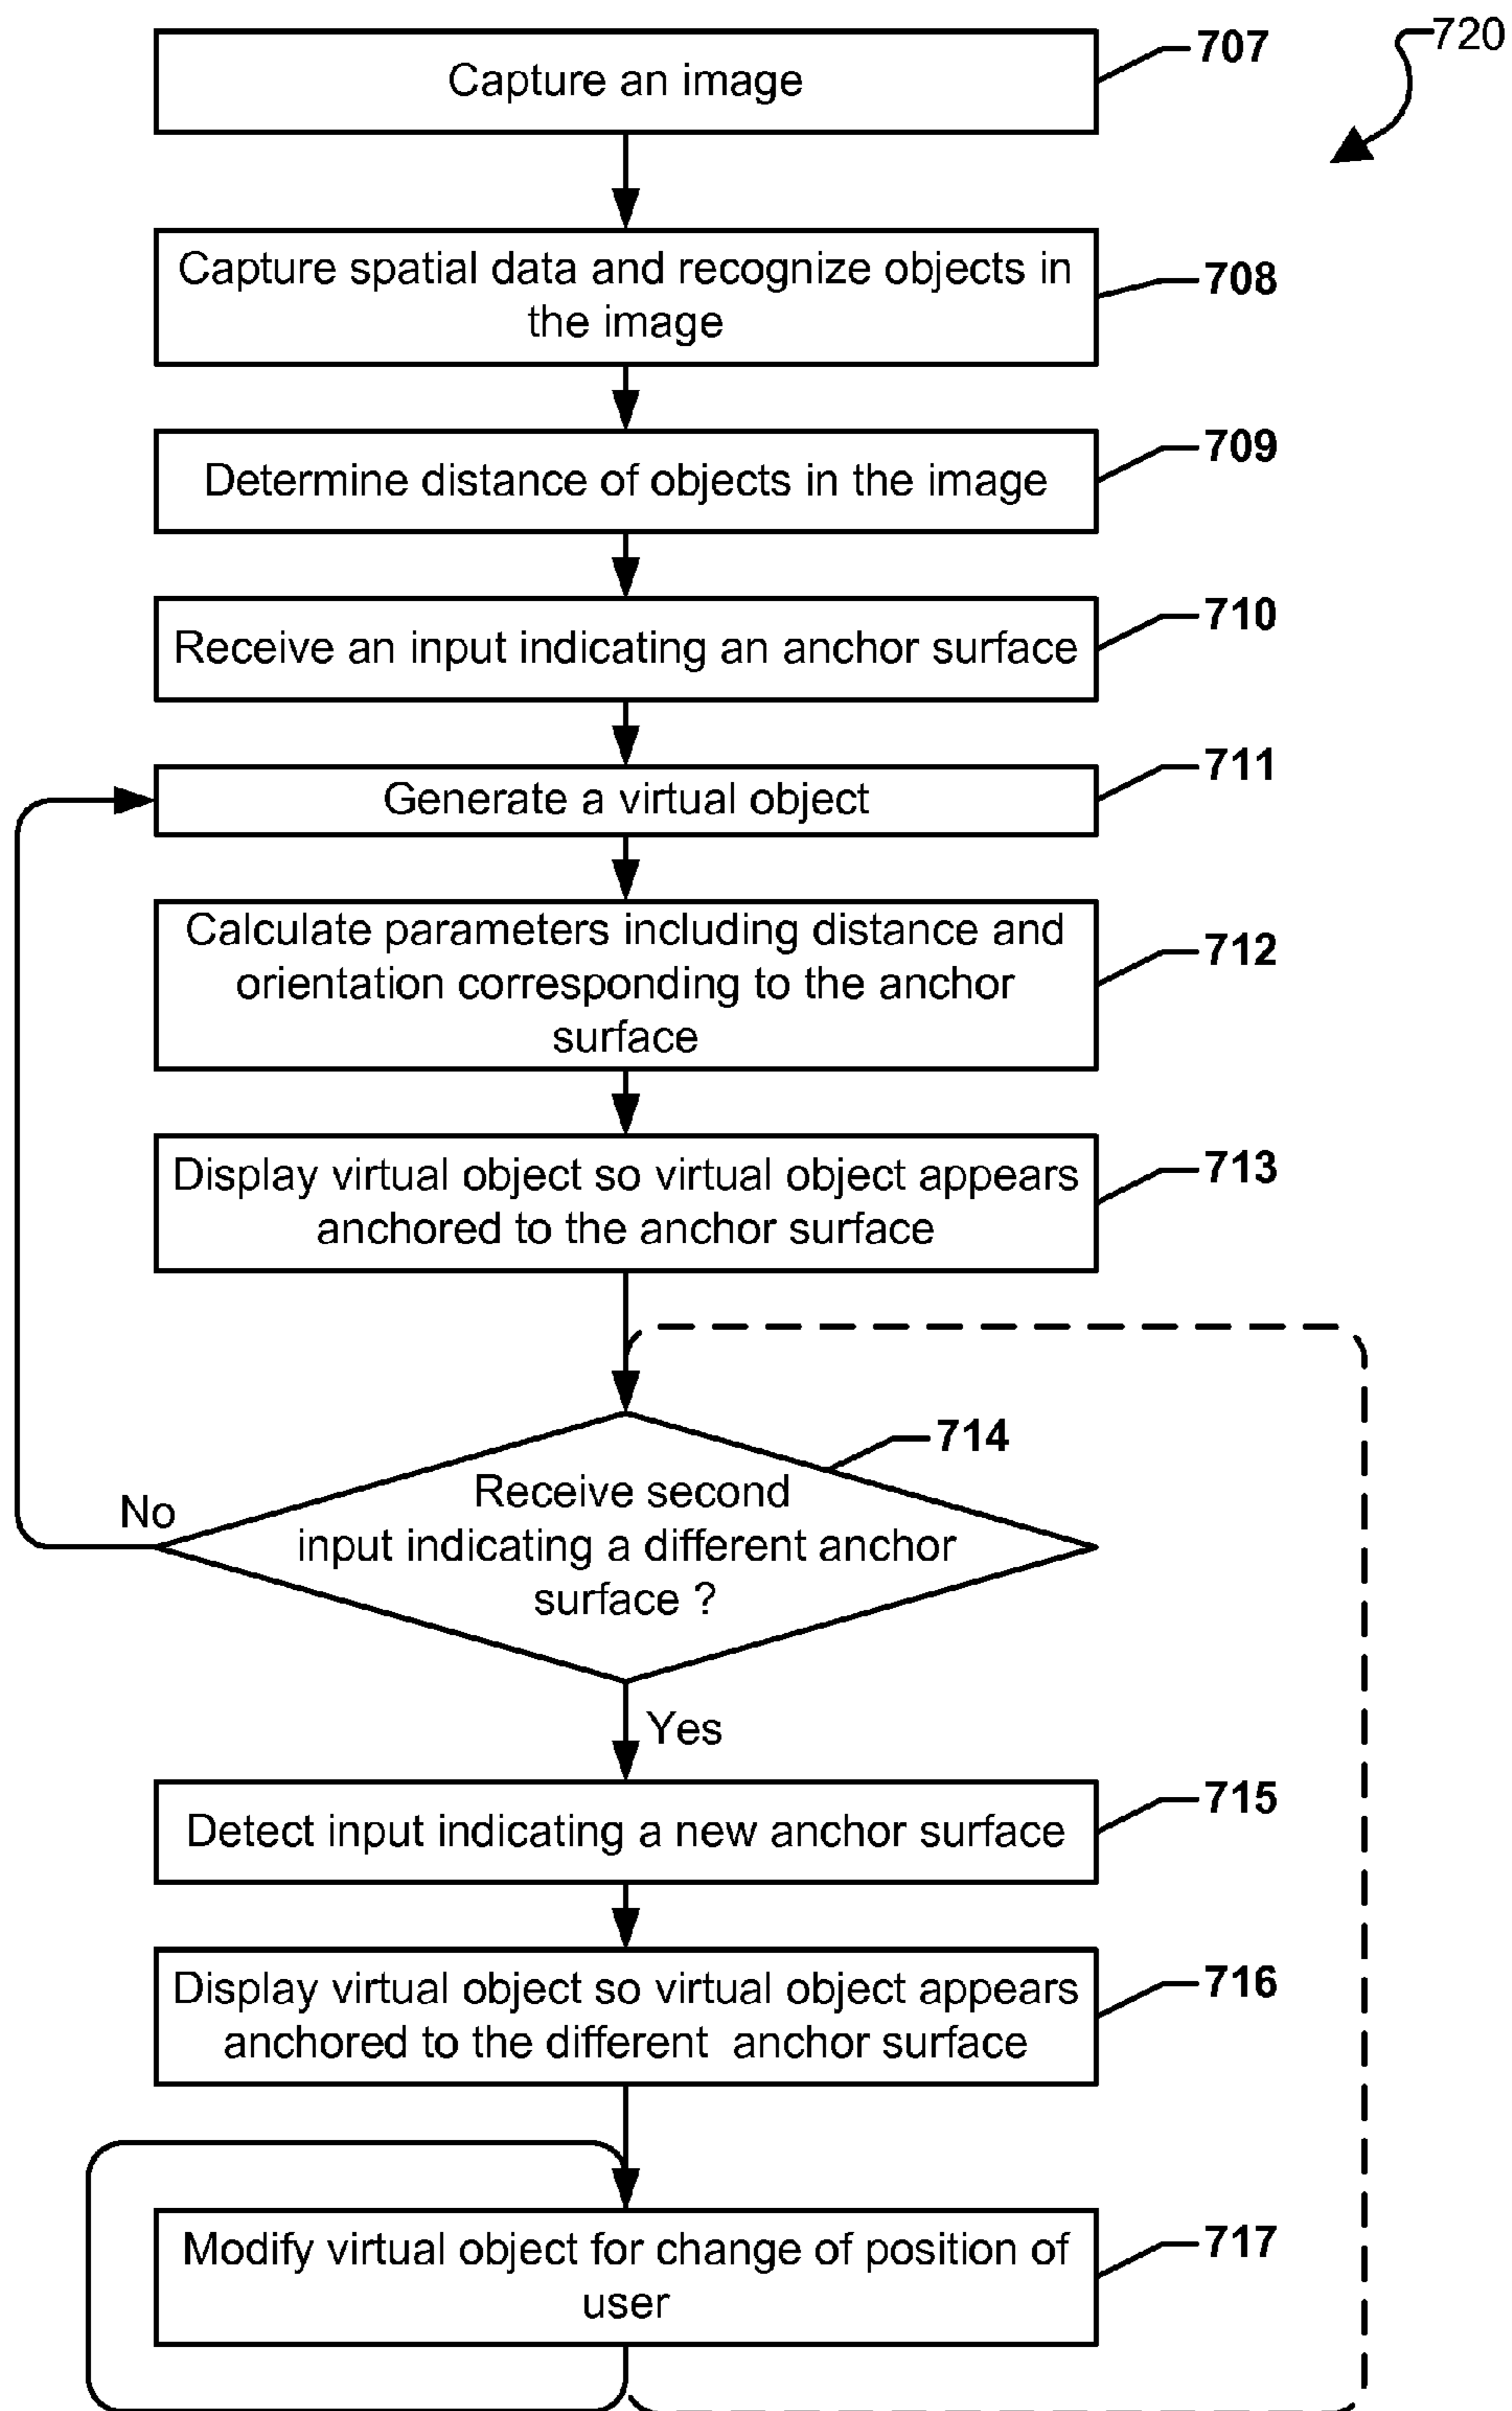 720
Capture an image
707
Capture spatial data and recognize objects in
the image
708
Determine distance of objects in the image
709
Receive an input indicating an anchor surface
710
Generate a virtual object
711
Calculate parameters including distance and
orientation corresponding to the anchor
surface
712
Display virtual object so virtual object appears
anchored to the anchor surface
713
Receive second
input indicating a different anchor
surface ?
714
No
Yes
Detect input indicating a new anchor surface
715
Display virtual object so virtual object appears
anchored to the different anchor surface
716
Modify virtual object for change of position of
user
717